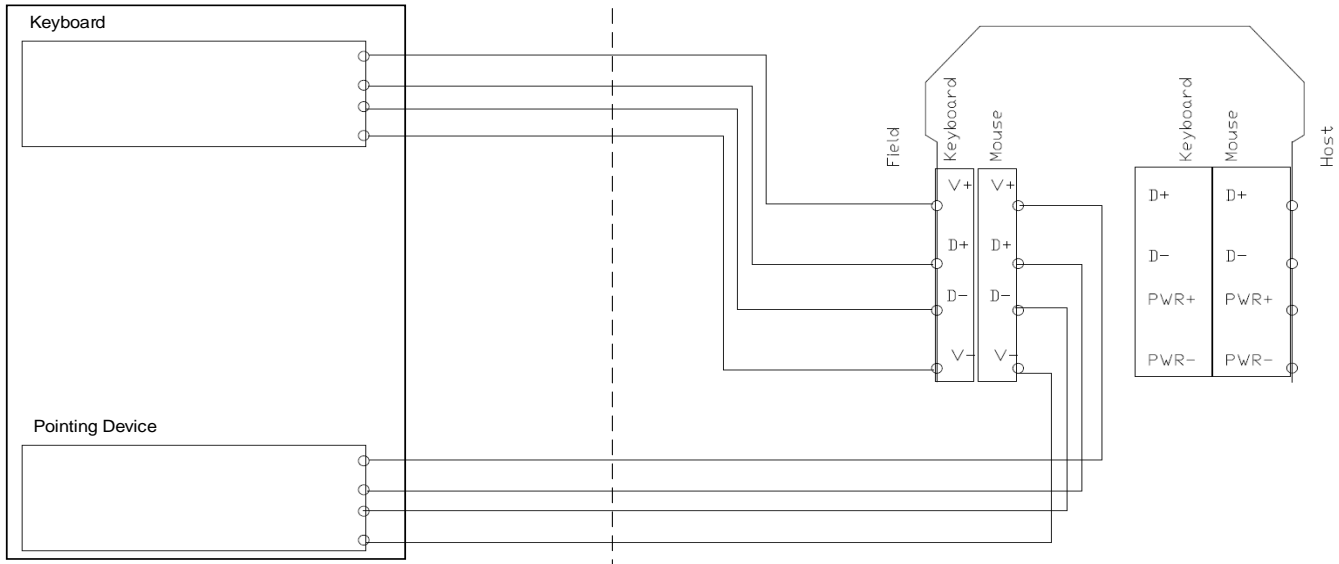 Keyboard
Field
Keyboard
Mouse
Keyboard
Mouse
Host
V+ V+
D+ D+
D- D-
V- V-
D+ D+
D- D-
PWR+ PWR+
PWR- PWR-
Pointing Device